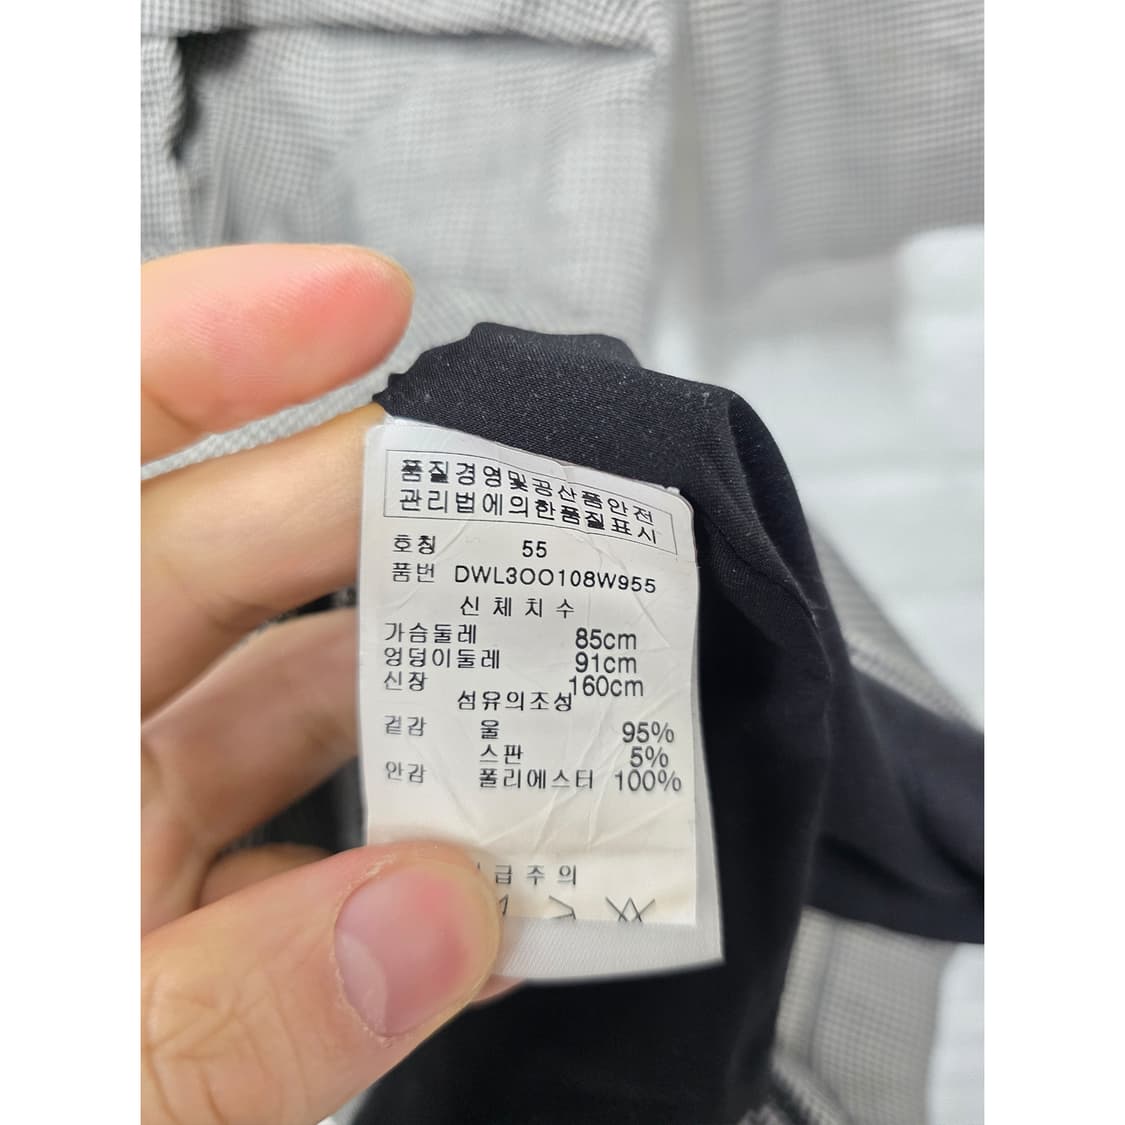 품질경영및공산품안전
관리법에의한품질표시
호칭 55
품번 DWL3OO108W955
신체치수
가슴둘레 85cm
엉덩이둘레 91cm
신장 160cm
섬유의조성
겉감 울 95%
스판 5%
안감 폴리에스터 100%
급주의